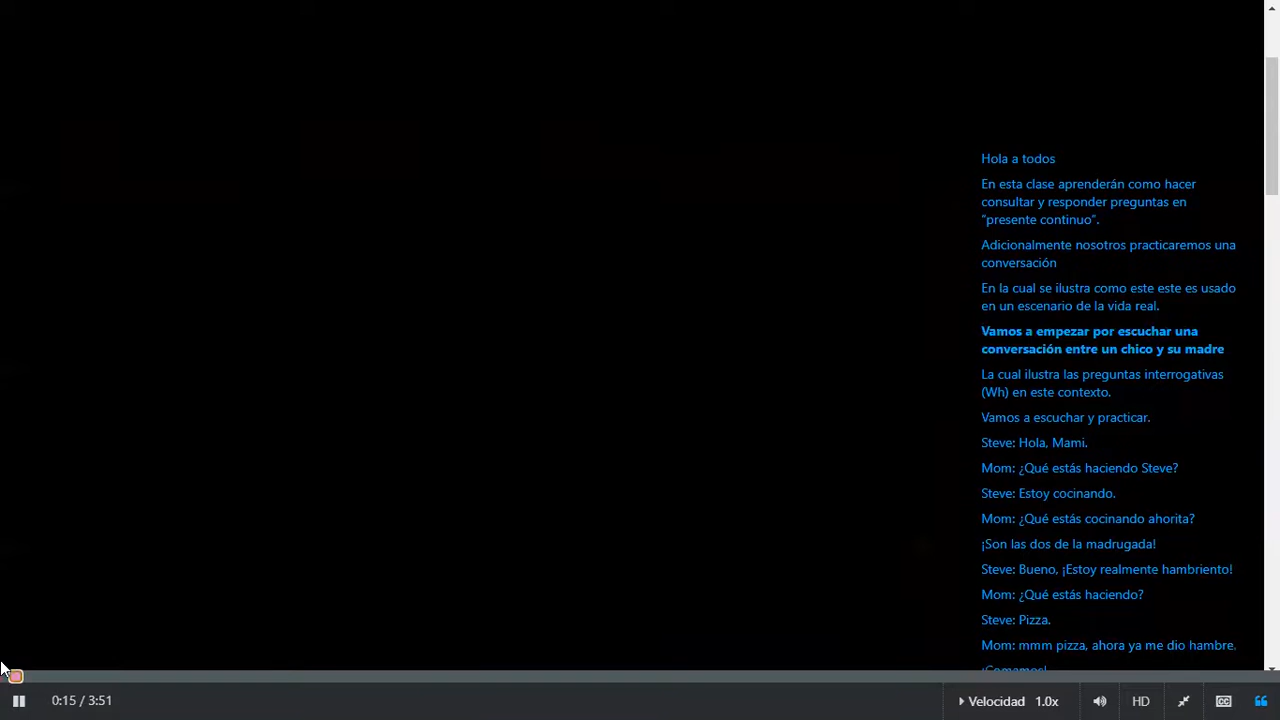 Hola a todos
En esta clase aprenderán como hacer
consultar y responder preguntas en
“presente continuo”.
Adicionalmente nosotros practicaremos una
conversación
En la cual se ilustra como este este es usado
en un escenario de la vida real.
Vamos a empezar por escuchar una
conversación entre un chico y su madre
La cual ilustra las preguntas interrogativas
(Wh) en este contexto.
Vamos a escuchar y practicar.
Steve: Hola, Mami.
Mom: ¿Qué estás haciendo Steve?
Steve: Estoy cocinando.
Mom: ¿Qué estás cocinando ahorita?
¡Son las dos de la madrugada!
Steve: Bueno, ¡Estoy realmente hambriento!
Mom: ¿Qué estás haciendo?
Steve: Pizza.
Mom: mmm pizza, ahora ya me dio hambre.
¡Comamos!
0:15 / 3:51
Velocidad 1.0x
HD
CC